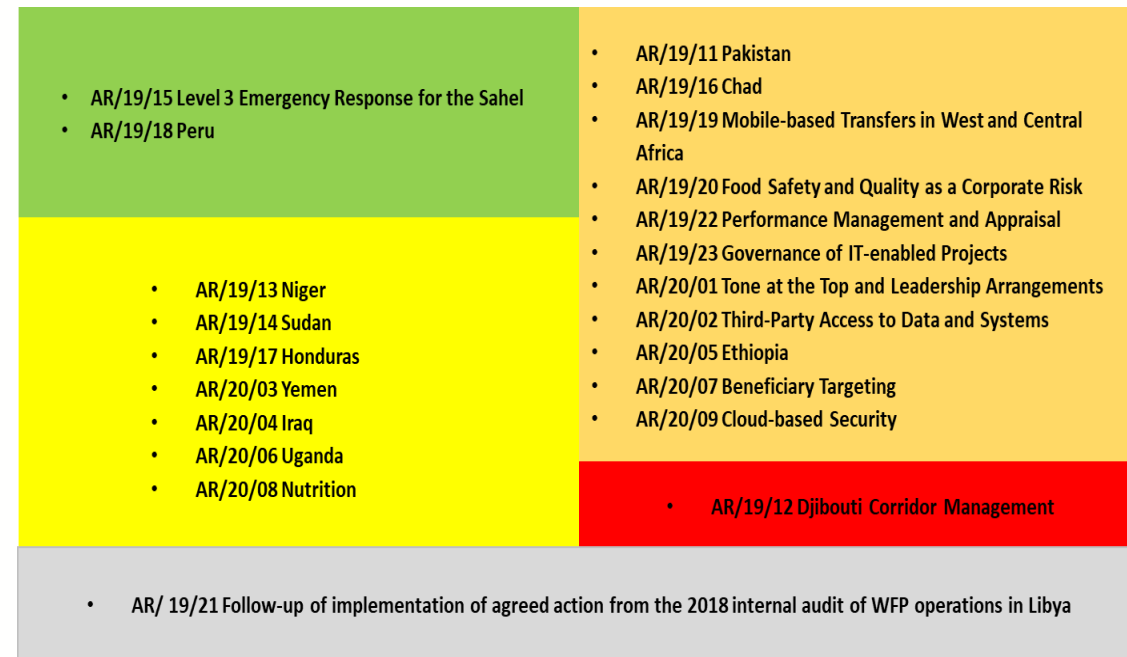 • AR/19/15 Level 3 Emergency Response for the Sahel
• AR/19/18 Peru
• AR/19/13 Niger
• AR/19/14 Sudan
• AR/19/17 Honduras
• AR/20/03 Yemen
• AR/20/04 Iraq
• AR/20/06 Uganda
• AR/20/08 Nutrition
• AR/19/11 Pakistan
• AR/19/16 Chad
• AR/19/19 Mobile-based Transfers in West and Central
Africa
• AR/19/20 Food Safety and Quality as a Corporate Risk
• AR/19/22 Performance Management and Appraisal
• AR/19/23 Governance of IT-enabled Projects
• AR/20/01 Tone at the Top and Leadership Arrangements
• AR/20/02 Third-Party Access to Data and Systems
• AR/20/05 Ethiopia
• AR/20/07 Beneficiary Targeting
• AR/20/09 Cloud-based Security
• AR/19/12 Djibouti Corridor Management
• AR/ 19/21 Follow-up of implementation of agreed action from the 2018 internal audit of WFP operations in Libya